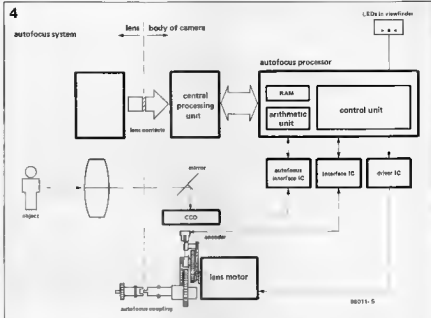 4
LEDs in viewfinder
autofocus system
lens
body of camera
autofocus processor
RAM
arithmetic
unit
control unit
central
processing
unit
lens contacts
mirror
autofocus
interface IC
interface IC
driver IC
object
CCD
encoder
lens motor
autofocus coupling
86011-5